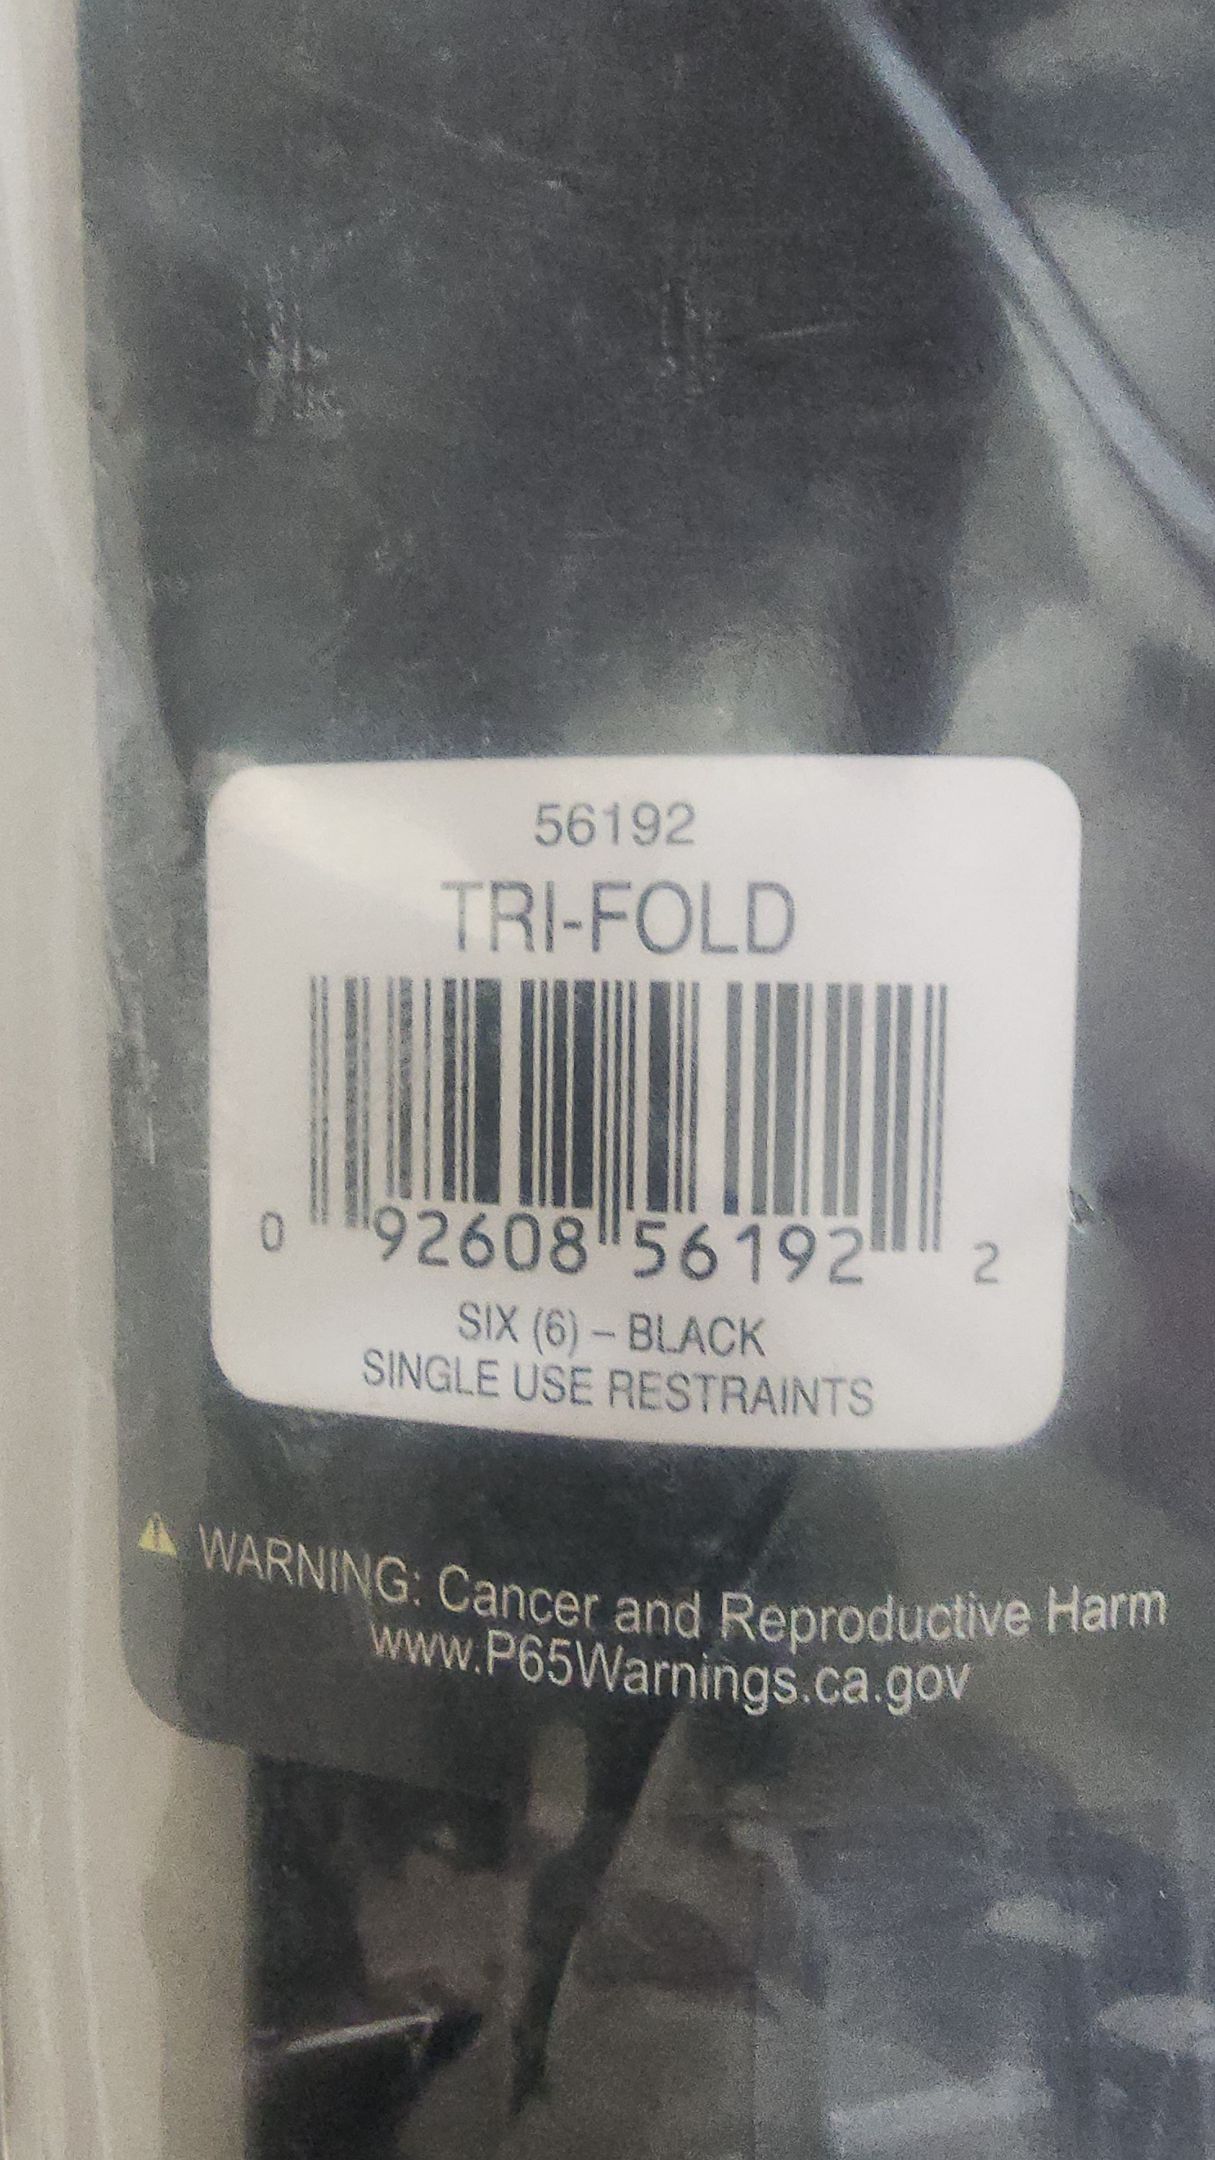 56192
TRI-FOLD
0 92608 56192 2
SIX (6) – BLACK
SINGLE USE RESTRAINTS
WARNING: Cancer and Reproductive Harm
www.P65Warnings.ca.gov